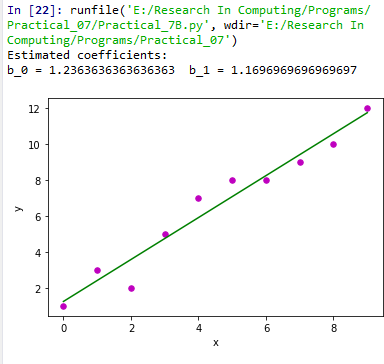 In [22]: runfile('E:/Research In Computing/Programs/
Practical_07/Practical_7B.py', wdir='E:/Research In
Computing/Programs/Practical_07')
Estimated coefficients:
b_0 = 1.2363636363636363  b_1 = 1.1696969696969697
12
10
8
6
4
2
y
0 2 4 6 8
x